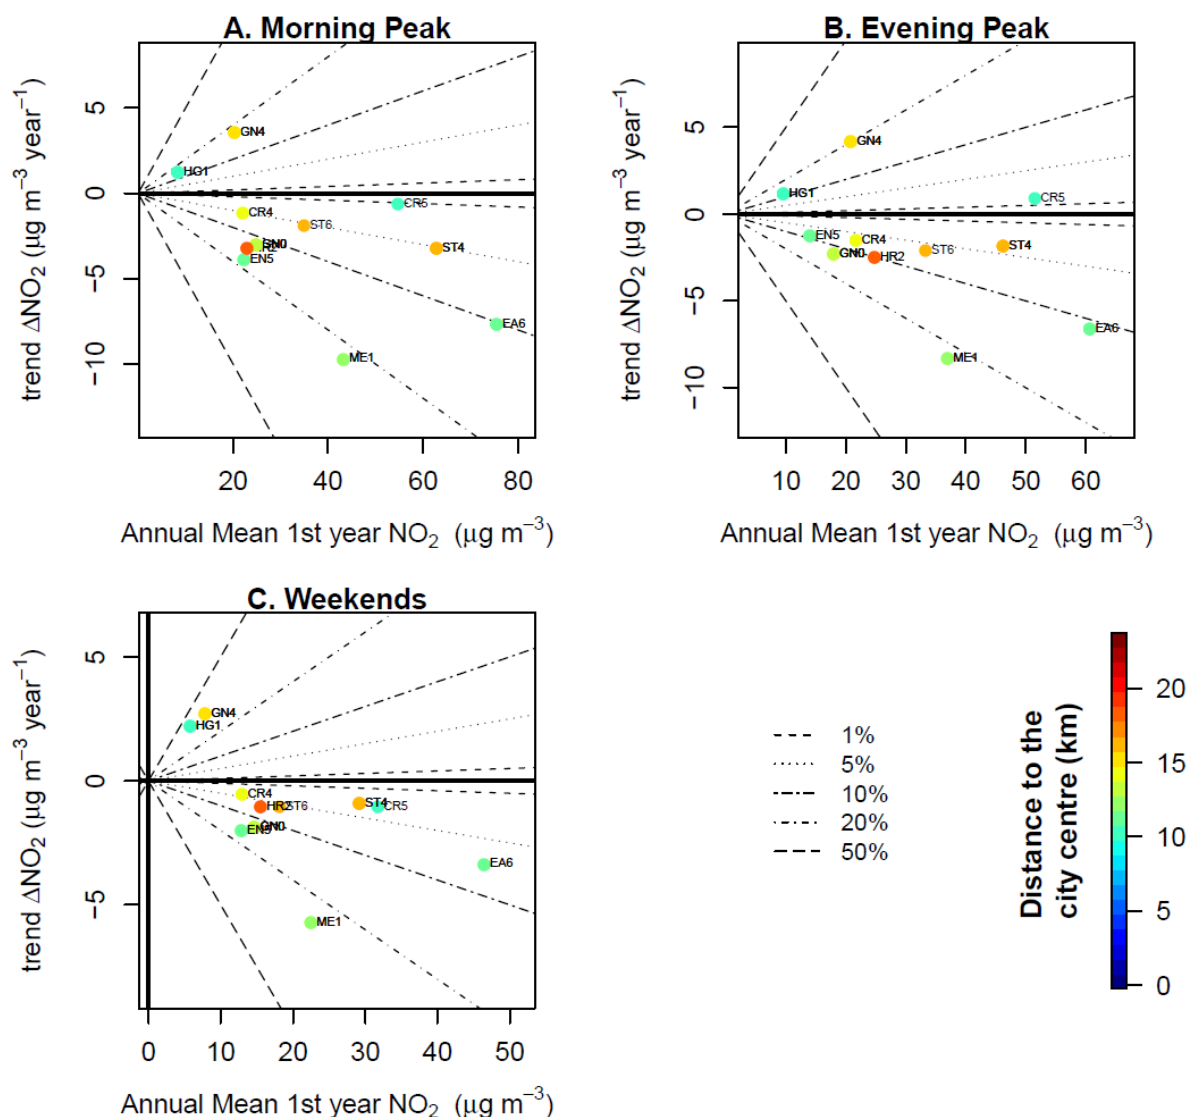 A. Morning Peak
trend ΔNO₂ (µg m⁻³ year⁻¹)
5
0
−5
−10
GN4
HG1
CR4
ST6
CR5
GN0
HR2
EN5
ST4
EA6
ME1
20 40 60 80
Annual Mean 1st year NO₂ (µg m⁻³)
B. Evening Peak
trend ΔNO₂ (µg m⁻³ year⁻¹)
5
0
−5
−10
GN4
HG1
CR5
EN5
CR4
GN0
HR2
ST6
ST4
EA6
ME1
10 20 30 40 50 60
Annual Mean 1st year NO₂ (µg m⁻³)
C. Weekends
trend ΔNO₂ (µg m⁻³ year⁻¹)
5
0
−5
GN4
HG1
CR4
HR2
ST6
ST4
CR5
EN5
GN0
EA6
ME1
0 10 20 30 40 50
Annual Mean 1st year NO₂ (µg m⁻³)
1%
5%
10%
20%
50%
Distance to the
city centre (km)
20
15
10
5
0